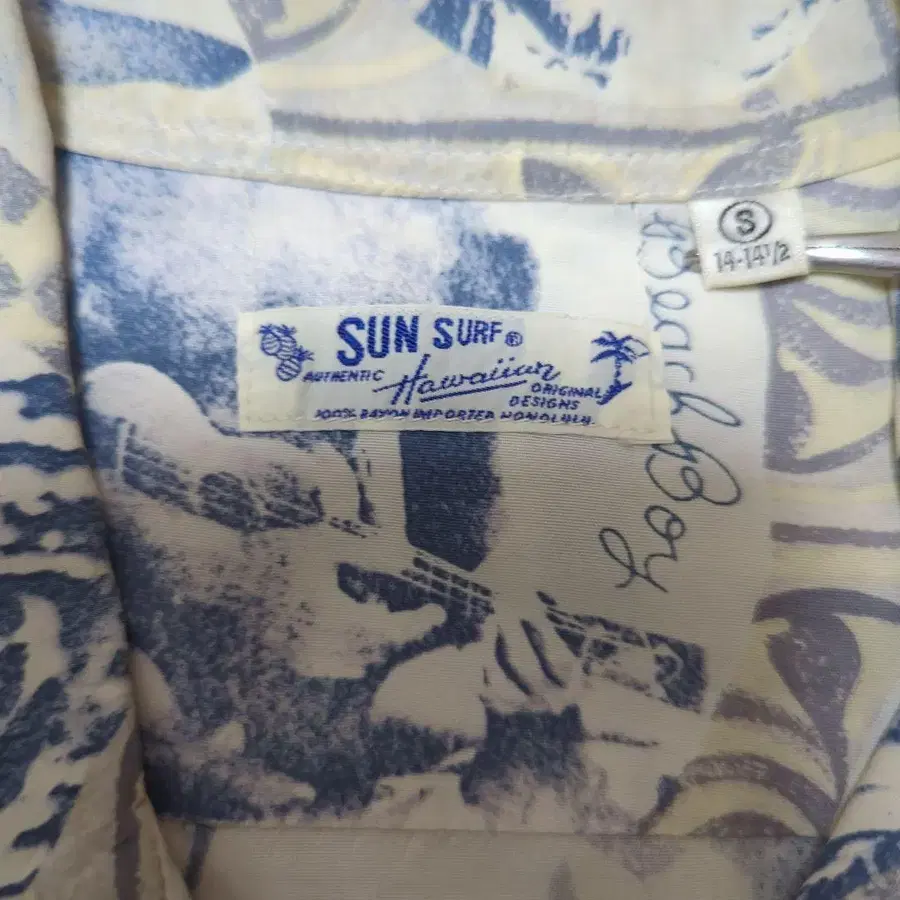 SUN SURF®
AUTHENTIC Hawaiian ORIGINAL
DESIGNS
100% RAYON IMPORTED HONOLULU.
S
14-14½
Beach Boy